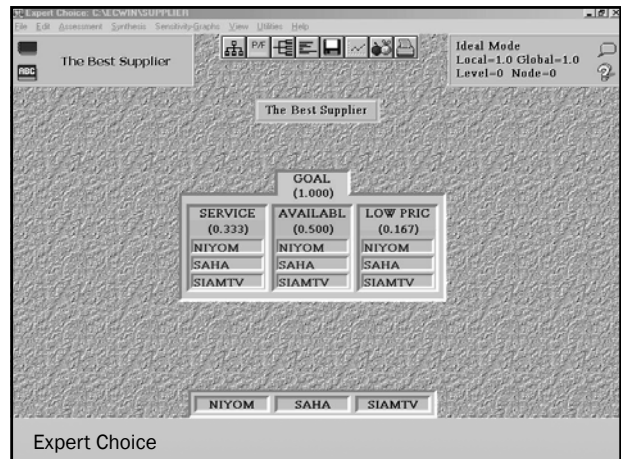 Expert Choice: C:\ECWIN\SUPPLIER
File Edit Assessment Synthesis Sensitivity-Graphs View Utilities Help
ABC
The Best Supplier
P/F
Ideal Mode
Local=1.0 Global=1.0
Level=0 Node=0
The Best Supplier
GOAL
(1.000)
SERVICE AVAILABL LOW PRIC
(0.333) (0.500) (0.167)
NIYOM NIYOM NIYOM
SAHA SAHA SAHA
SIAMTV SIAMTV SIAMTV
NIYOM SAHA SIAMTV
Expert Choice